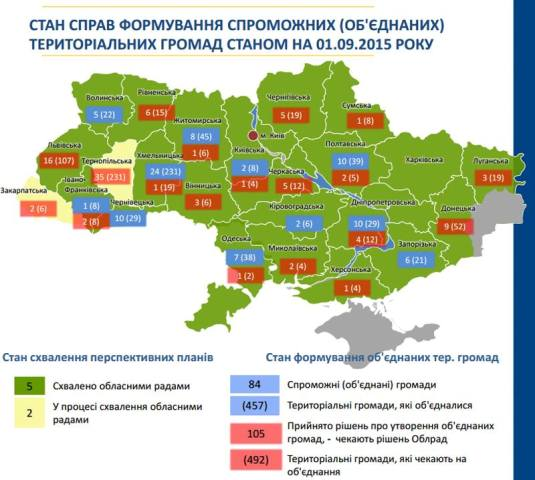 СТАН СПРАВ ФОРМУВАННЯ СПРОМОЖНИХ (ОБ'ЄДНАНИХ)
ТЕРИТОРІАЛЬНИХ ГРОМАД СТАНОМ НА 01.09.2015 РОКУ
Волинська
5 (22)
Рівненська
6 (15)
Житомирська
8 (45)
1 (6)
Чернігівська
5 (19)
Сумська
1 (8)
м. Київ
Київська
2 (8)
1 (4)
Львівська
16 (107)
Тернопільська
35 (231)
Хмельницька
24 (231)
1 (19)
Вінницька
3 (6)
Черкаська
5 (12)
Полтавська
10 (39)
2 (5)
Харківська
Луганська
3 (19)
Закарпатська
2 (6)
Івано-
Франківська
1 (8)
2 (8)
Чернівецька
10 (29)
Кіровоградська
2 (6)
Дніпропетровська
10 (29)
4 (12)
Донецька
9 (52)
Одеська
7 (38)
1 (2)
Миколаївська
2 (4)
Запорізька
6 (21)
Херсонська
1 (4)
Стан схвалення перспективних планів
5 Схвалено обласними радами
2 У процесі схвалення обласними
радами
Стан формування об'єднаних тер. громад
84 Спроможні (об'єднані) громади
(457) Територіальні громади, які об'єдналися
105 Прийнято рішень про утворення об'єднаних
громад, - чекають рішень Облрад
(492) Територіальні громади, які чекають на
об'єднання